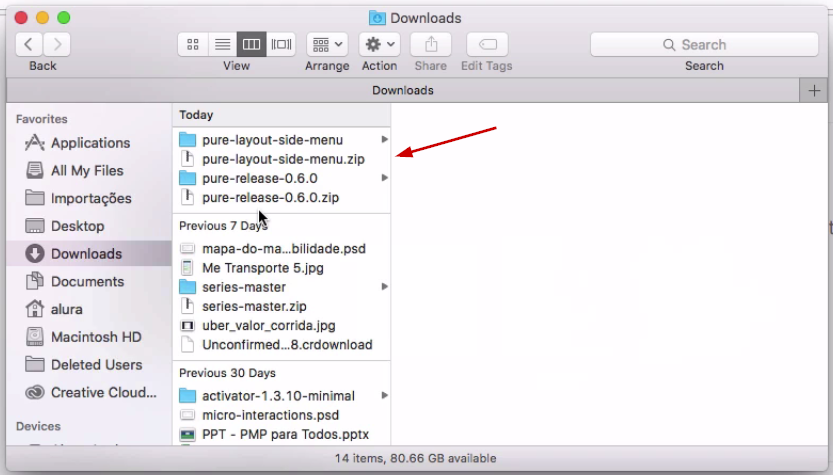 Downloads
Search
Back
View
Arrange
Action
Share
Edit Tags
Search
Downloads
Favorites
Applications
All My Files
Importações
Desktop
Downloads
Documents
alura
Macintosh HD
Deleted Users
Creative Cloud...
Devices
Today
pure-layout-side-menu
pure-layout-side-menu.zip
pure-release-0.6.0
pure-release-0.6.0.zip
Previous 7 Days
mapa-do-ma...bilidade.psd
Me Transporte 5.jpg
series-master
series-master.zip
uber_valor_corrida.jpg
Unconfirmed...8.crdownload
Previous 30 Days
activator-1.3.10-minimal
micro-interactions.psd
PPT - PMP para Todos.pptx
14 items, 80.66 GB available